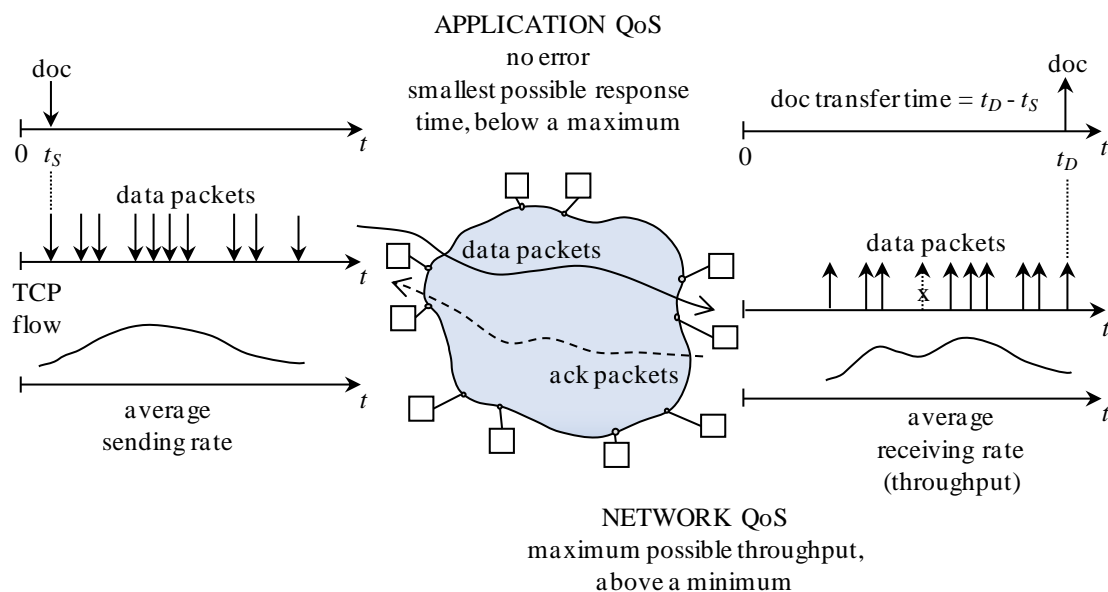 APPLICATION QoS
no error
smallest possible response
time, below a maximum
doc
0
t_S
t
data packets
t
TCP
flow
t
average
sending rate
data packets
ack packets
doc
doc transfer time = t_D - t_S
0
t_D
t
data packets
x
t
t
average
receiving rate
(throughput)
NETWORK QoS
maximum possible throughput,
above a minimum